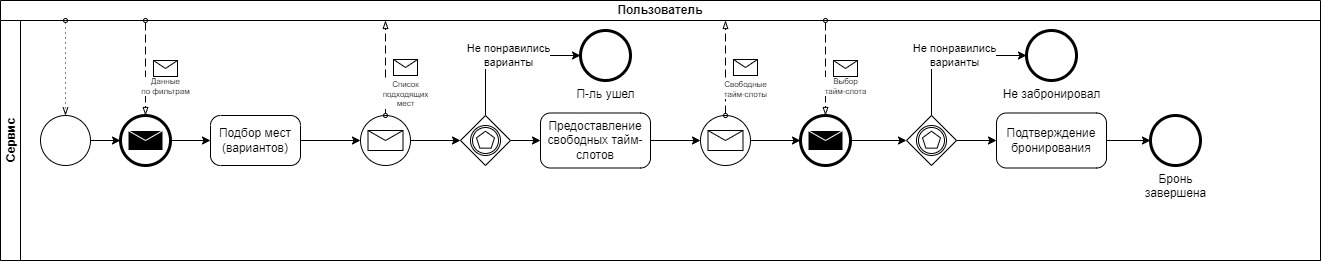 Пользователь
Сервис
Данные
по фильтрам
Подбор мест
(вариантов)
Список
подходящих
мест
Не понравились
варианты
П-ль ушел
Предоставление
свободных тайм-
слотов
Свободные
тайм-слоты
Выбор
тайм-слота
Не понравились
варианты
Не забронировал
Подтверждение
бронирования
Бронь
завершена